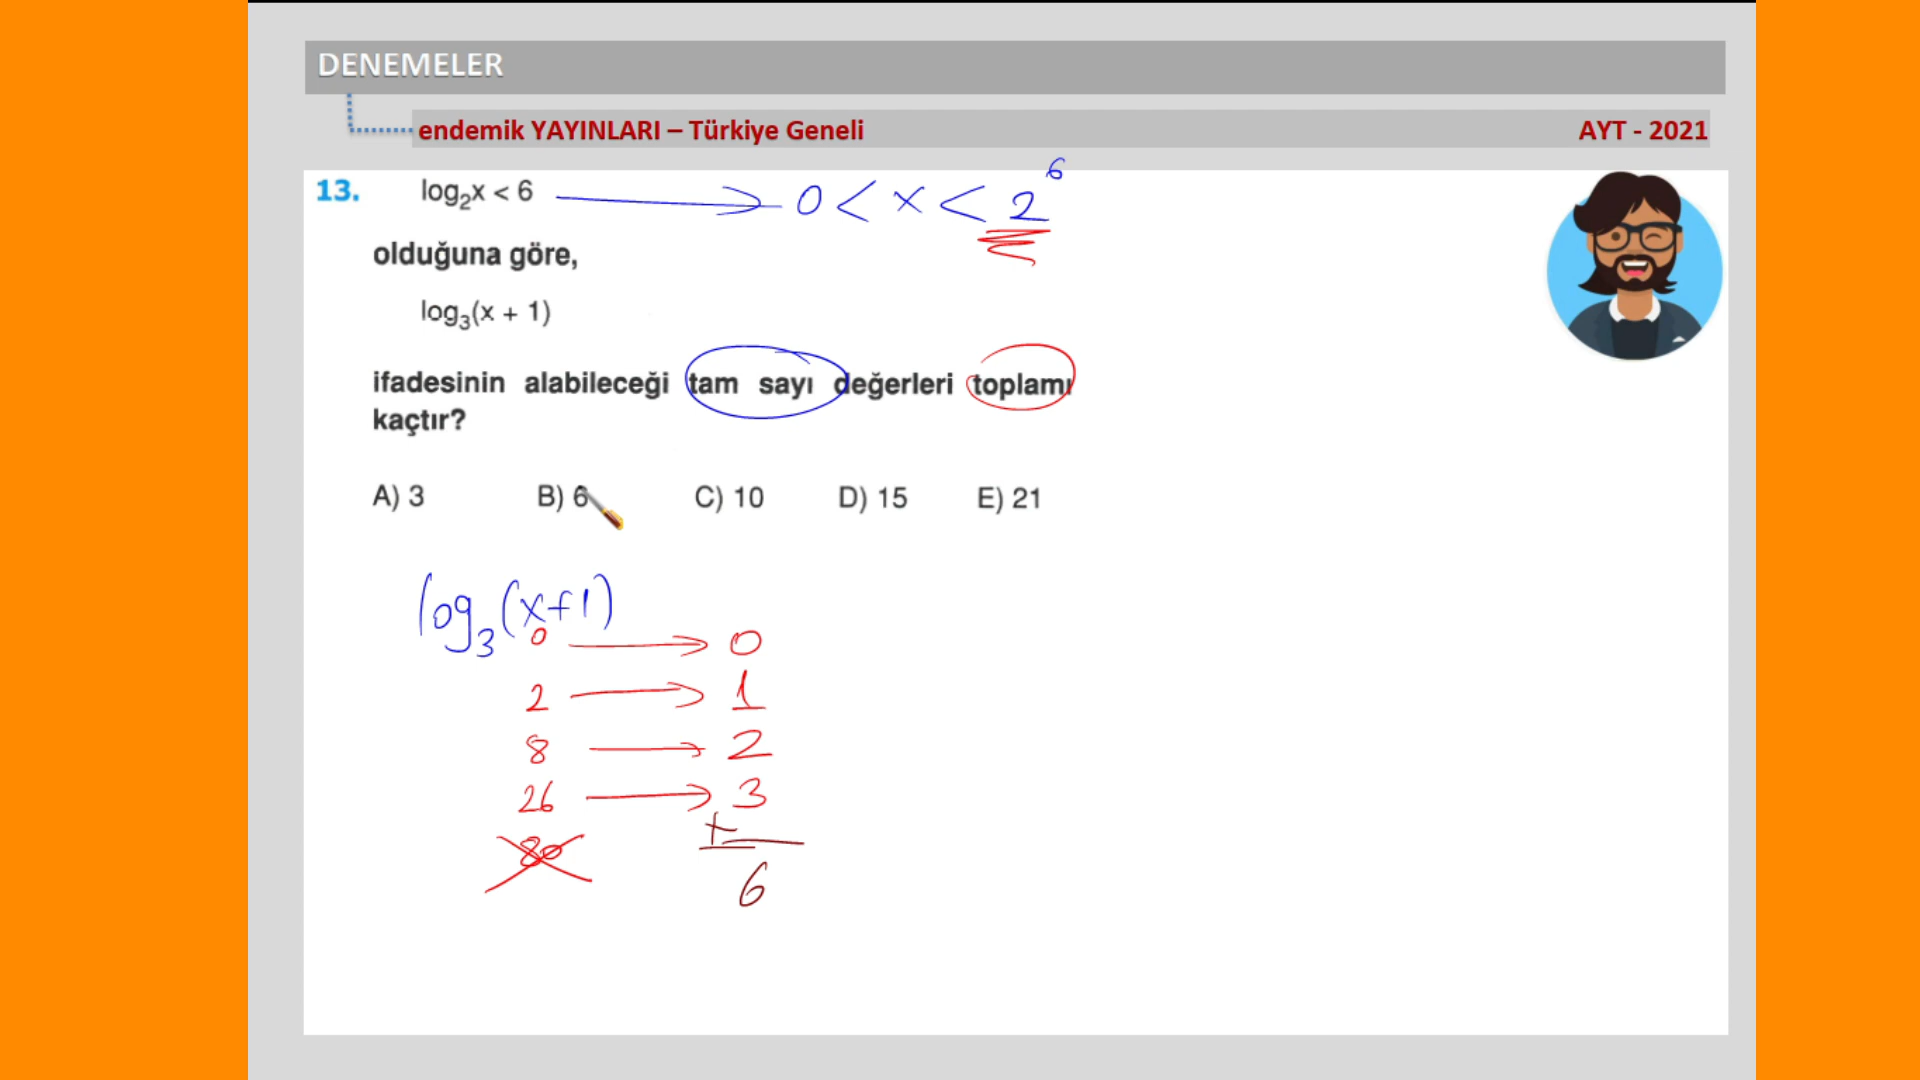 DENEMELER
endemik YAYINLARI – Türkiye Geneli AYT - 2021
13. log₂x < 6 0 < x < 2⁶
olduğuna göre,
log₃(x + 1)
ifadesinin alabileceği tam sayı değerleri toplamı
kaçtır?
A) 3 B) 6 C) 10 D) 15 E) 21
log₃(x+1)
0 → 0
2 → 1
8 → 2
26 → 3
80 +
6